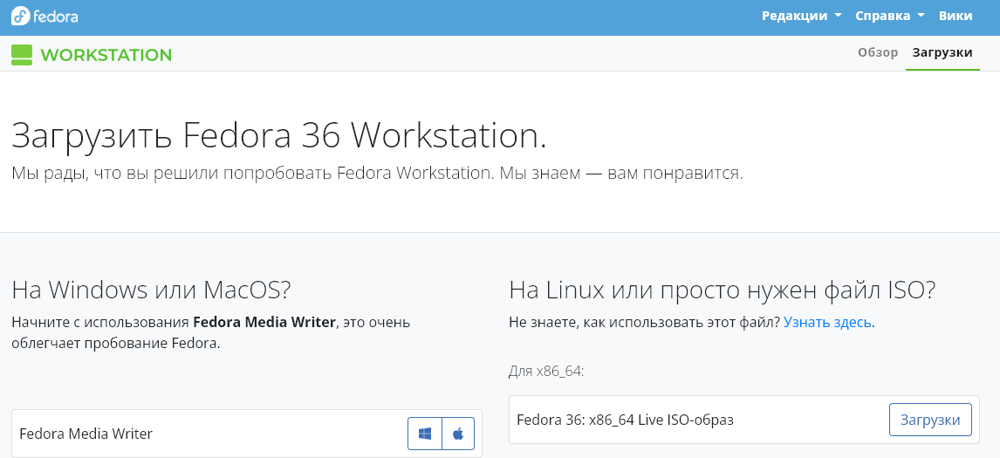 fedora
Редакции Справка Вики
WORKSTATION
Обзор Загрузки
Загрузить Fedora 36 Workstation.
Мы рады, что вы решили попробовать Fedora Workstation. Мы знаем — вам понравится.
На Windows или MacOS?
Начните с использования Fedora Media Writer, это очень
облегчает пробование Fedora.
Fedora Media Writer
На Linux или просто нужен файл ISO?
Не знаете, как использовать этот файл? Узнать здесь.
Для x86_64:
Fedora 36: x86_64 Live ISO-образ
Загрузки